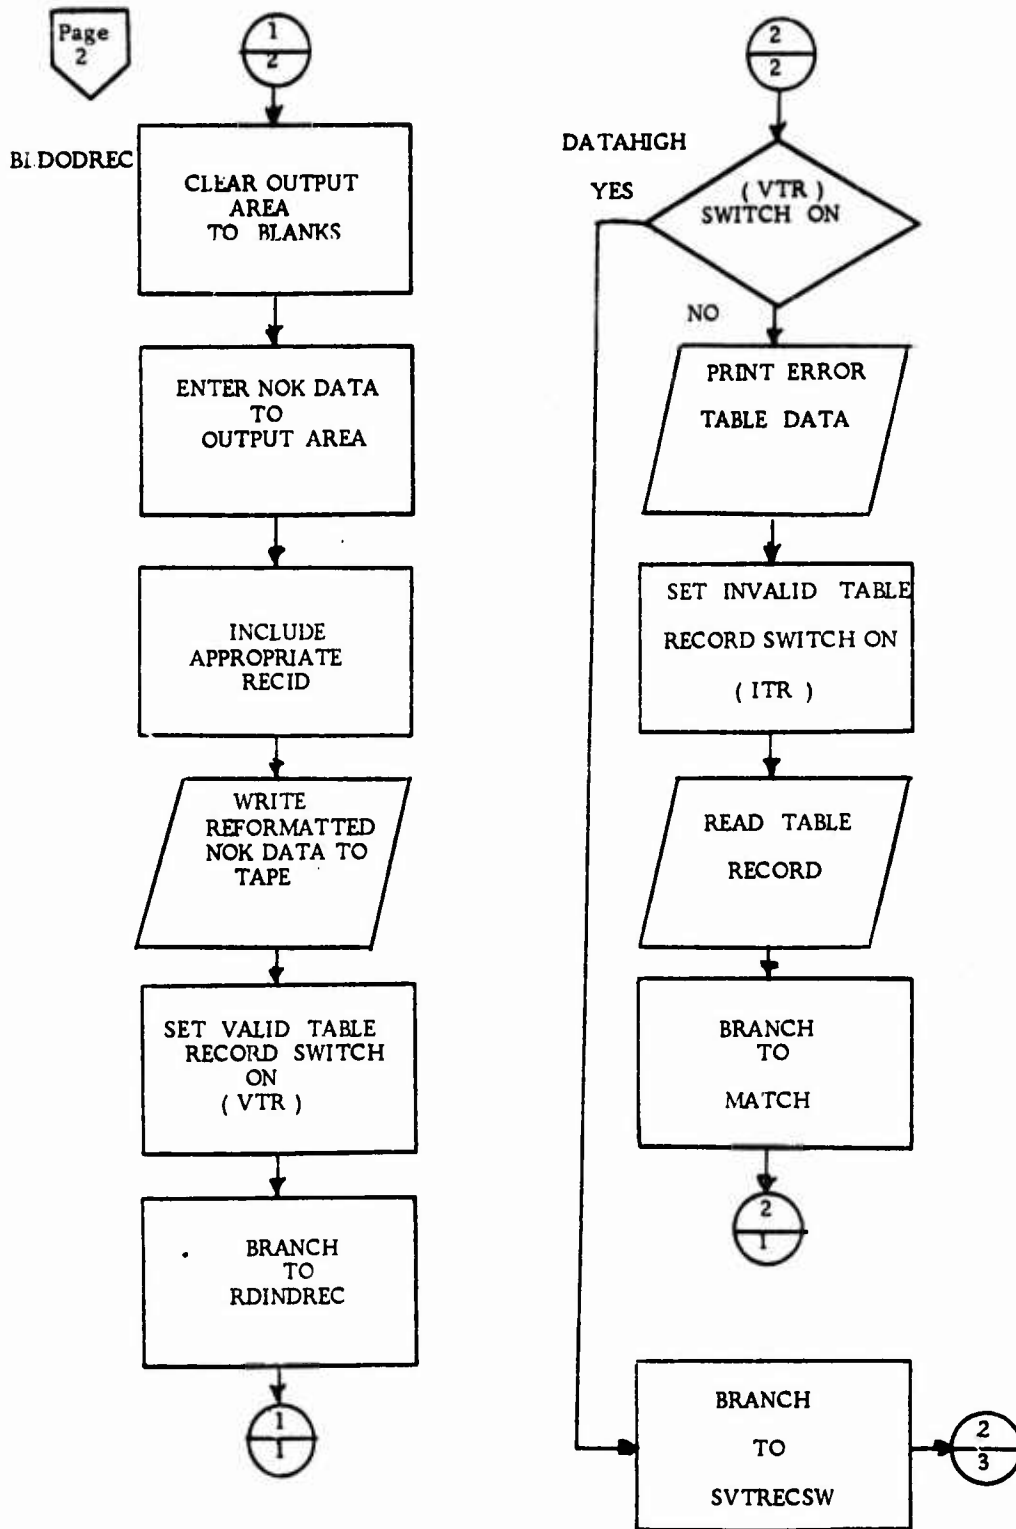 Page
2
1
2
BLDODREC
CLEAR OUTPUT
AREA
TO BLANKS
ENTER NOK DATA
TO
OUTPUT AREA
INCLUDE
APPROPRIATE
RECID
WRITE
REFORMATTED
NOK DATA TO
TAPE
SET VALID TABLE
RECORD SWITCH
ON
( VTR )
BRANCH
TO
RDINDREC
1
1
2
2
DATAHIGH
YES
( VTR )
SWITCH ON
NO
PRINT ERROR
TABLE DATA
SET INVALID TABLE
RECORD SWITCH ON
( ITR )
READ TABLE
RECORD
BRANCH
TO
MATCH
2
1
BRANCH
TO
SVTRECSW
2
3